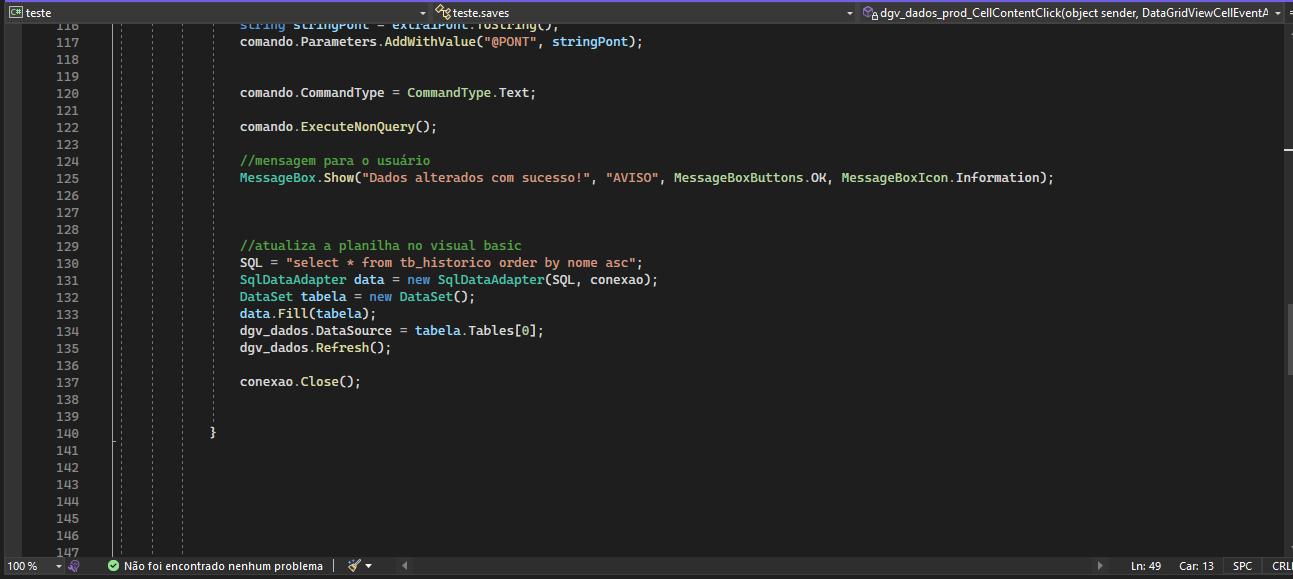 C# teste
teste.saves
dgv_dados_prod_CellContentClick(object sender, DataGridViewCellEventA
116 string stringPont = extraiPont.ToString();
117 comando.Parameters.AddWithValue("@PONT", stringPont);
118
119
120 comando.CommandType = CommandType.Text;
121
122 comando.ExecuteNonQuery();
123
124 //mensagem para o usuário
125 MessageBox.Show("Dados alterados com sucesso!", "AVISO", MessageBoxButtons.OK, MessageBoxIcon.Information);
126
127
128
129 //atualiza a planilha no visual basic
130 SQL = "select * from tb_historico order by nome asc";
131 SqlDataAdapter data = new SqlDataAdapter(SQL, conexao);
132 DataSet tabela = new DataSet();
133 data.Fill(tabela);
134 dgv_dados.DataSource = tabela.Tables[0];
135 dgv_dados.Refresh();
136
137 conexao.Close();
138
139
140 }
141
142
143
144
145
146
147
100 % Não foi encontrado nenhum problema Ln: 49 Car: 13 SPC CRL